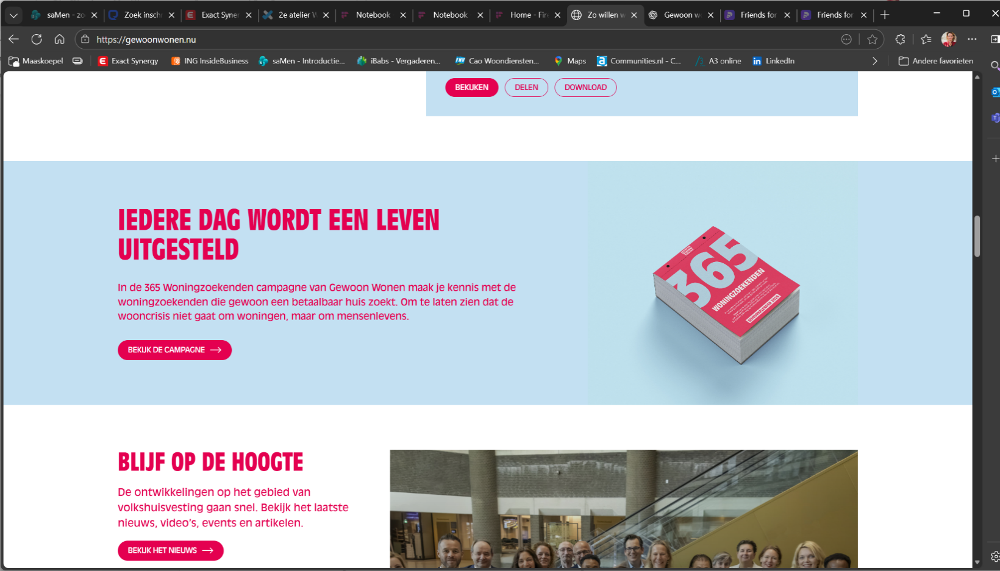 saMen - zo
Zoek inschr
Exact Syner
2e atelier W
Notebook
Notebook
Home - Fire
Zo willen w
Gewoon wo
Friends for
Friends for
https://gewoonwonen.nu
Maaskoepel
Exact Synergy
ING InsideBusiness
saMen - Introductie...
iBabs - Vergaderen...
Cao Woondiensten...
Maps
Communities.nl - C...
A3 online
LinkedIn
Andere favorieten
BEKIJKEN
DELEN
DOWNLOAD
IEDERE DAG WORDT EEN LEVEN
UITGESTELD
In de 365 Woningzoekenden campagne van Gewoon Wonen maak je kennis met de
woningzoekenden die gewoon een betaalbaar huis zoekt. Om te laten zien dat de
wooncrisis niet gaat om woningen, maar om mensenlevens.
BEKIJK DE CAMPAGNE
365
WONINGZOEKENDEN
BLIJF OP DE HOOGTE
De ontwikkelingen op het gebied van
volkshuisvesting gaan snel. Bekijk het laatste
nieuws, video's, events en artikelen.
BEKIJK HET NIEUWS